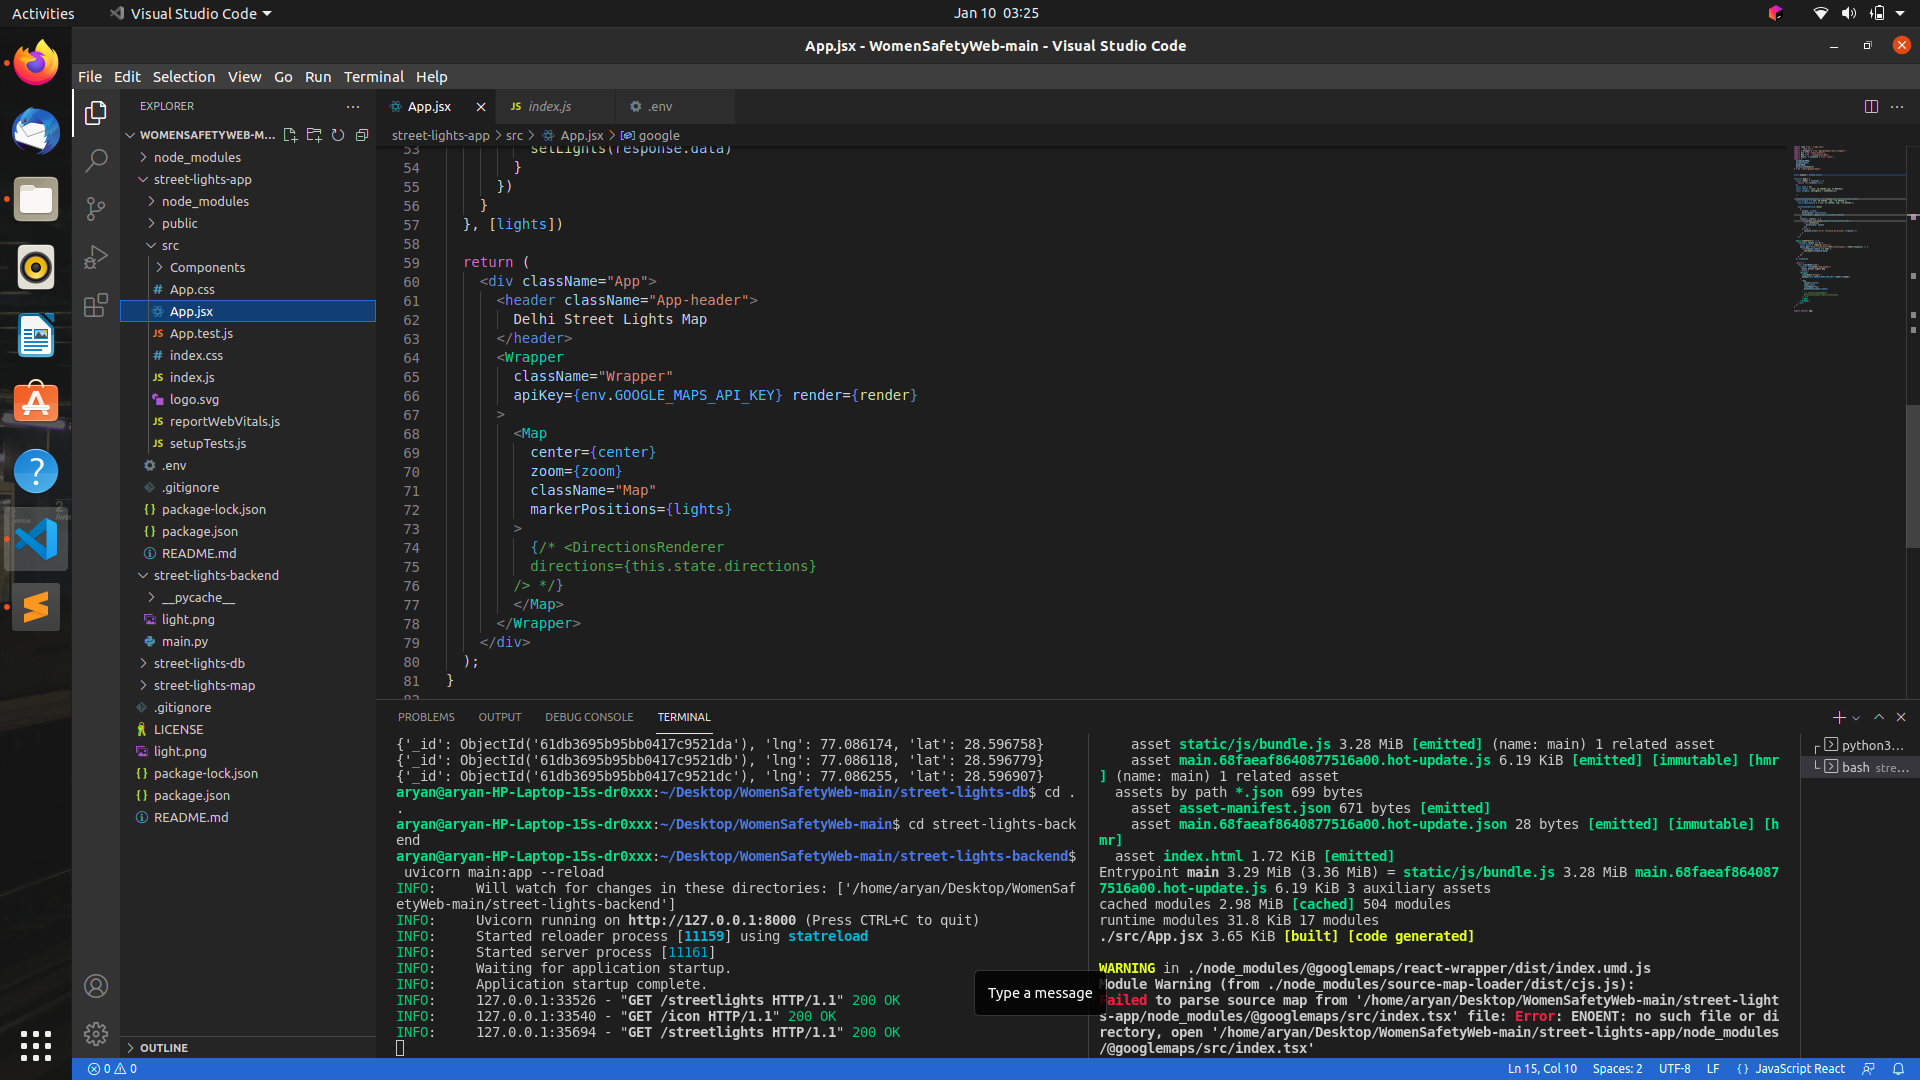 Activities
Visual Studio Code
Jan 10 03:25
App.jsx - WomenSafetyWeb-main - Visual Studio Code
File Edit Selection View Go Run Terminal Help
EXPLORER
WOMENSAFETYWEB-M...
node_modules
street-lights-app
node_modules
public
src
Components
App.css
App.jsx
App.test.js
index.css
index.js
logo.svg
reportWebVitals.js
setupTests.js
.env
.gitignore
package-lock.json
package.json
README.md
street-lights-backend
__pycache__
light.png
main.py
street-lights-db
street-lights-map
.gitignore
LICENSE
light.png
package-lock.json
package.json
README.md
OUTLINE
App.jsx
index.js
.env
street-lights-app > src > App.jsx > google
53 setLights(response.data)
54 }
55 })
56 }
57 }, [lights])
58
59 return (
60 <div className="App">
61 <header className="App-header">
62 Delhi Street Lights Map
63 </header>
64 <Wrapper
65 className="Wrapper"
66 apiKey={env.GOOGLE_MAPS_API_KEY} render={render}
67 >
68 <Map
69 center={center}
70 zoom={zoom}
71 className="Map"
72 markerPositions={lights}
73 >
74 {/* <DirectionsRenderer
75 directions={this.state.directions}
76 /> */}
77 </Map>
78 </Wrapper>
79 </div>
80 );
81 }
PROBLEMS OUTPUT DEBUG CONSOLE TERMINAL
{'_id': ObjectId('61db3695b95bb0417c9521da'), 'lng': 77.086174, 'lat': 28.596758}
{'_id': ObjectId('61db3695b95bb0417c9521db'), 'lng': 77.086118, 'lat': 28.596779}
{'_id': ObjectId('61db3695b95bb0417c9521dc'), 'lng': 77.086255, 'lat': 28.596907}
aryan@aryan-HP-Laptop-15s-dr0xxx:~/Desktop/WomenSafetyWeb-main/street-lights-db$ cd .
.
aryan@aryan-HP-Laptop-15s-dr0xxx:~/Desktop/WomenSafetyWeb-main$ cd street-lights-back
end
aryan@aryan-HP-Laptop-15s-dr0xxx:~/Desktop/WomenSafetyWeb-main/street-lights-backend$
uvicorn main:app --reload
INFO: Will watch for changes in these directories: ['/home/aryan/Desktop/WomenSaf
etyWeb-main/street-lights-backend']
INFO: Uvicorn running on http://127.0.0.1:8000 (Press CTRL+C to quit)
INFO: Started reloader process [11159] using statreload
INFO: Started server process [11161]
INFO: Waiting for application startup.
INFO: Application startup complete.
INFO: 127.0.0.1:33526 - "GET /streetlights HTTP/1.1" 200 OK
INFO: 127.0.0.1:33540 - "GET /icon HTTP/1.1" 200 OK
INFO: 127.0.0.1:35694 - "GET /streetlights HTTP/1.1" 200 OK
asset static/js/bundle.js 3.28 MiB [emitted] (name: main) 1 related asset
asset main.68faeaf8640877516a00.hot-update.js 6.19 KiB [emitted] [immutable] [hmr
] (name: main) 1 related asset
assets by path *.json 699 bytes
asset asset-manifest.json 671 bytes [emitted]
asset main.68faeaf8640877516a00.hot-update.json 28 bytes [emitted] [immutable] [h
mr]
asset index.html 1.72 KiB [emitted]
Entrypoint main 3.29 MiB (3.36 MiB) = static/js/bundle.js 3.28 MiB main.68faeaf864087
7516a00.hot-update.js 6.19 KiB 3 auxiliary assets
cached modules 2.98 MiB [cached] 504 modules
runtime modules 31.8 KiB 17 modules
./src/App.jsx 3.65 KiB [built] [code generated]
WARNING in ./node_modules/@googlemaps/react-wrapper/dist/index.umd.js
Module Warning (from ./node_modules/source-map-loader/dist/cjs.js):
Failed to parse source map from '/home/aryan/Desktop/WomenSafetyWeb-main/street-light
s-app/node_modules/@googlemaps/src/index.tsx' file: Error: ENOENT: no such file or di
rectory, open '/home/aryan/Desktop/WomenSafetyWeb-main/street-lights-app/node_modules
/@googlemaps/src/index.tsx'
Type a message
python3...
bash stre...
0 0
Ln 15, Col 10 Spaces: 2 UTF-8 LF {} JavaScript React